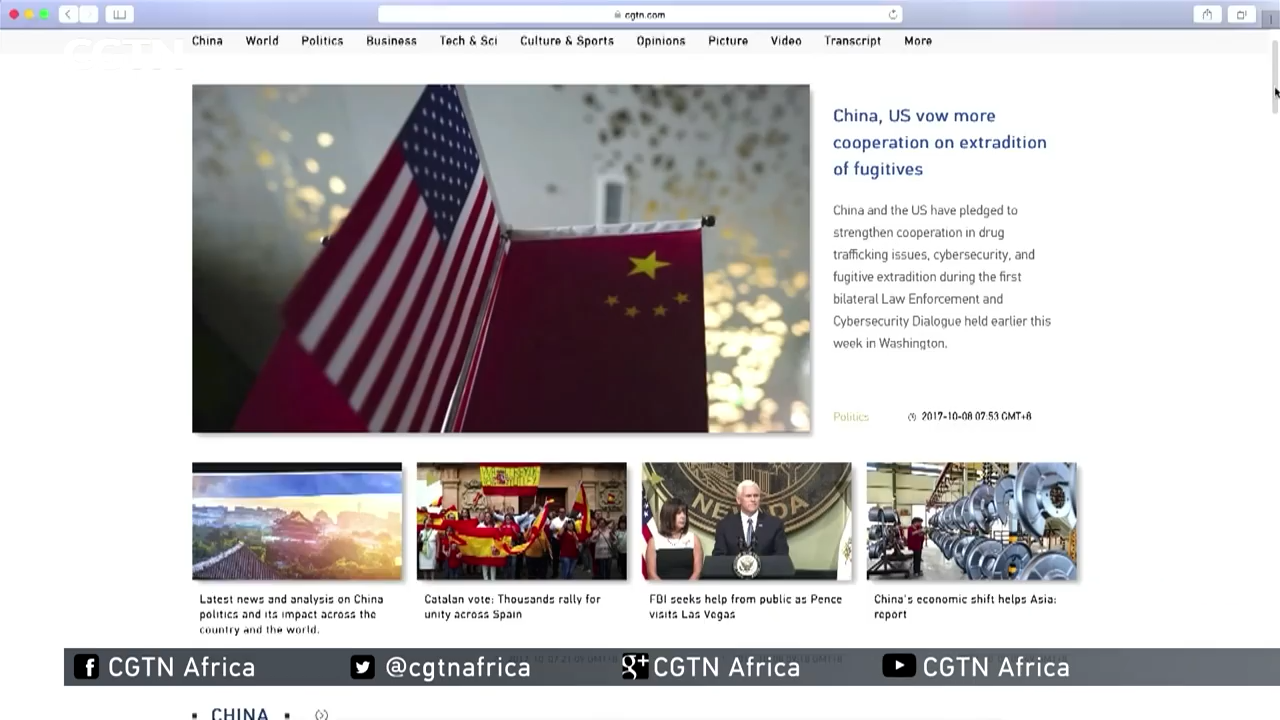 cgtn.com
CGTN
China World Politics Business Tech & Sci Culture & Sports Opinions Picture Video Transcript More
China, US vow more
cooperation on extradition
of fugitives
China and the US have pledged to
strengthen cooperation in drug
trafficking issues, cybersecurity, and
fugitive extradition during the first
bilateral Law Enforcement and
Cybersecurity Dialogue held earlier this
week in Washington.
Politics 2017-10-08 07:53 GMT+8
NEVADA
Latest news and analysis on China
politics and its impact across the
country and the world.
Catalan vote: Thousands rally for
unity across Spain
FBI seeks help from public as Pence
visits Las Vegas
China's economic shift helps Asia:
report
f CGTN Africa @cgtnafrica g+ CGTN Africa CGTN Africa
CHINA